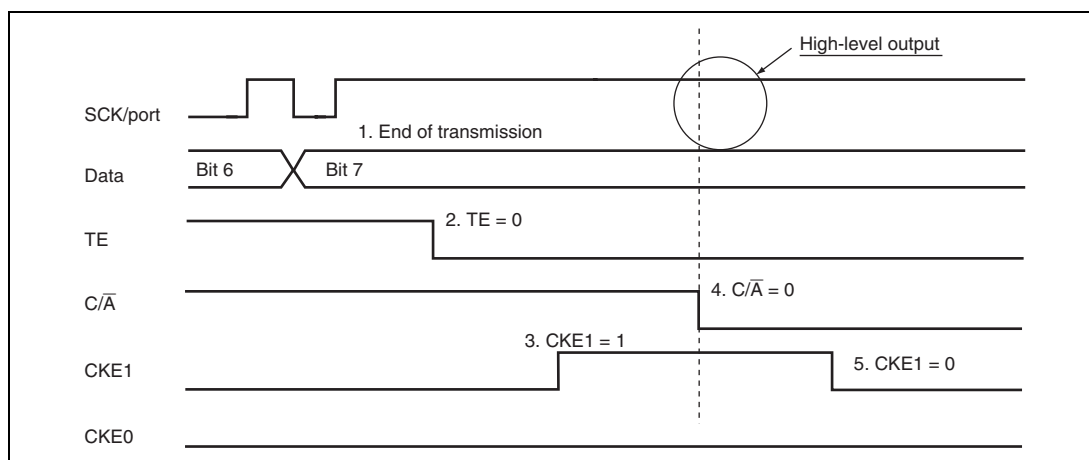 High-level output
SCK/port
1. End of transmission
Data
Bit 6
Bit 7
2. TE = 0
TE
C/A̅
4. C/A̅ = 0
3. CKE1 = 1
CKE1
5. CKE1 = 0
CKE0